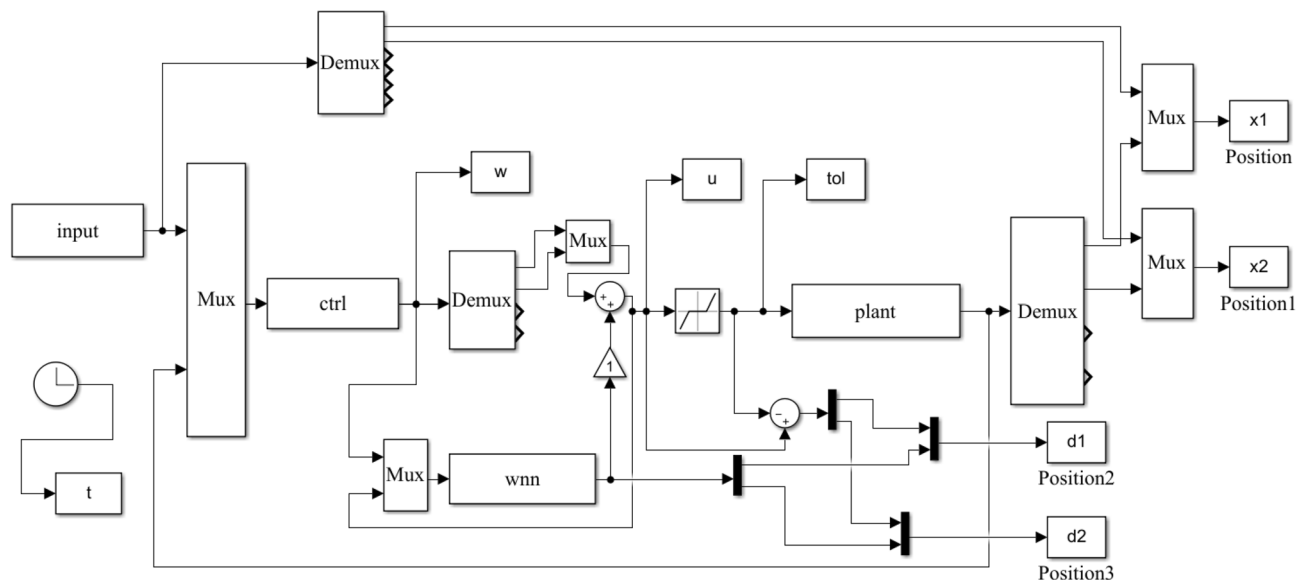 Demux
Mux
x1
Position
w
u
tol
input
Mux
Mux
x2
Position1
ctrl
Demux
+
+
plant
Demux
Mux
1
−
+
d1
Position2
Mux
wnn
t
d2
Position3